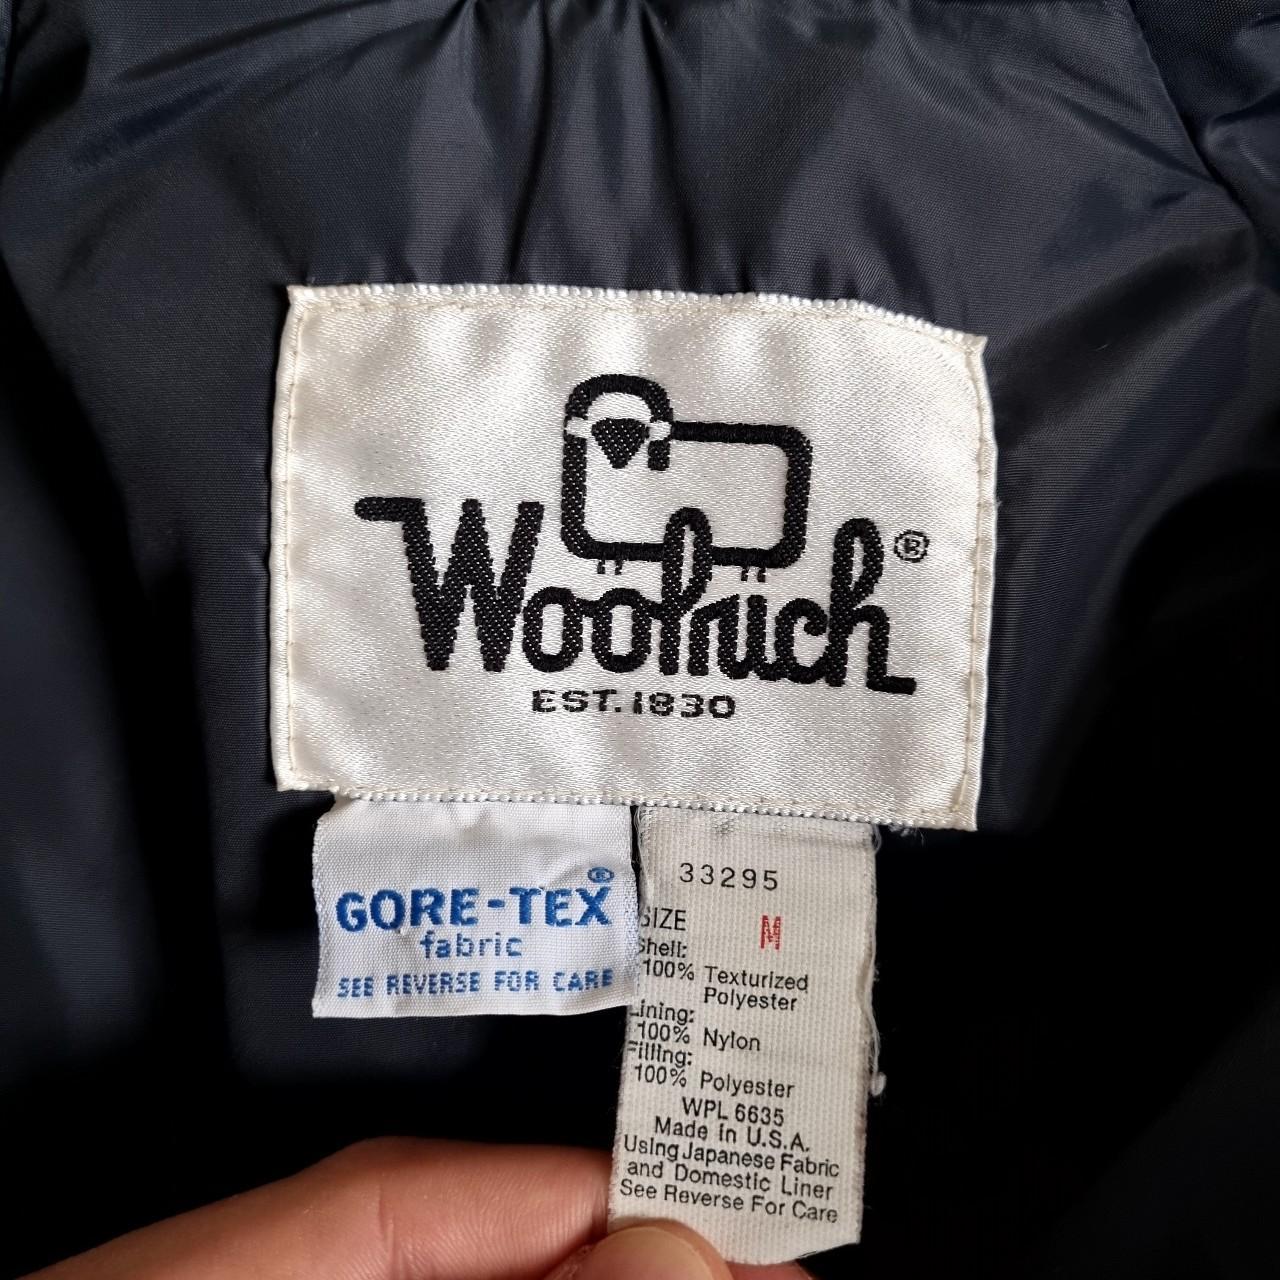 Woolrich®
EST. 1830
GORE-TEX®
fabric
SEE REVERSE FOR CARE
33295
SIZE M
Shell:
100% Texturized
Polyester
Lining:
100% Nylon
Filling:
100% Polyester
WPL 6635
Made in U.S.A.
Using Japanese Fabric
and Domestic Liner
See Reverse For Care